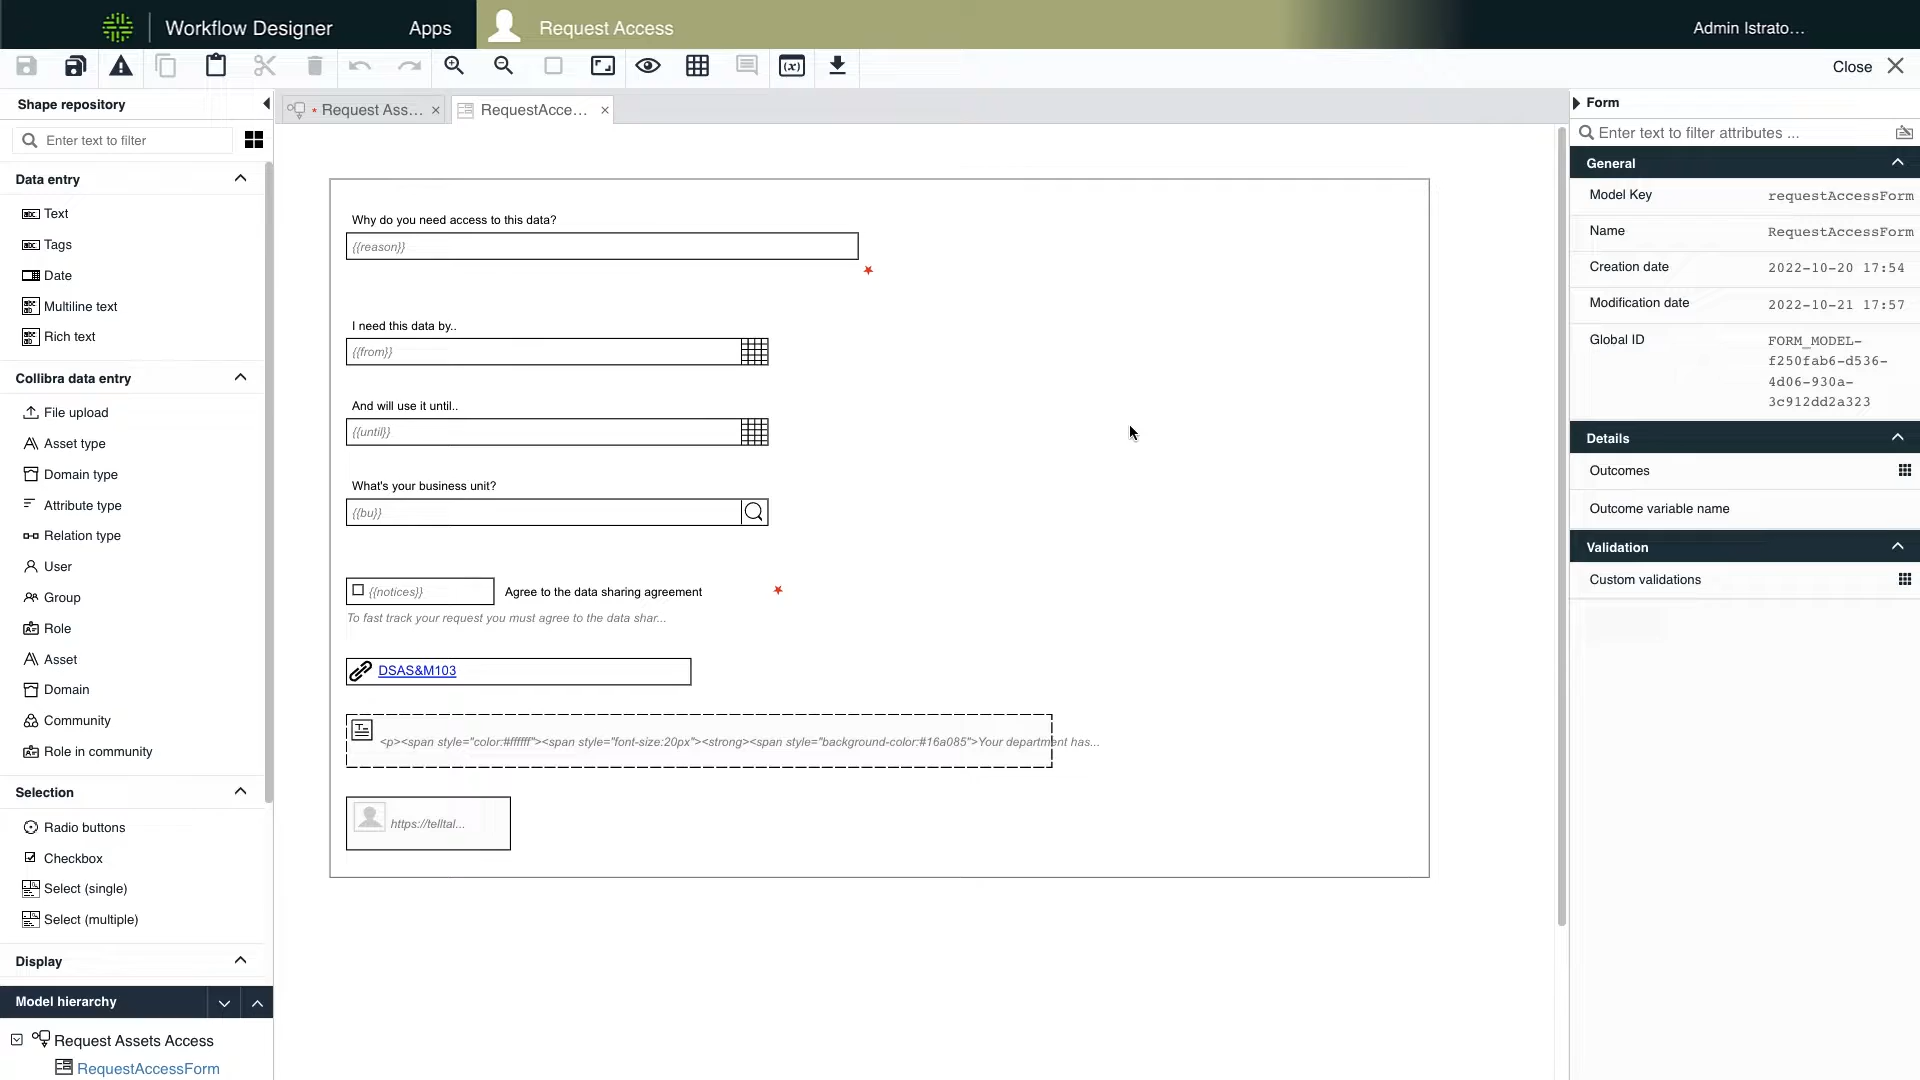 Workflow Designer
Apps
Request Access
Admin Istrato...
Close
Shape repository
Enter text to filter
Data entry
Text
Tags
Date
Multiline text
Rich text
Collibra data entry
File upload
Asset type
Domain type
Attribute type
Relation type
User
Group
Role
Asset
Domain
Community
Role in community
Selection
Radio buttons
Checkbox
Select (single)
Select (multiple)
Display
Model hierarchy
Request Assets Access
RequestAccessForm
* Request Ass... ×
RequestAcce... ×
Why do you need access to this data?
{{reason}}
I need this data by..
{{from}}
And will use it until..
{{until}}
What's your business unit?
{{bu}}
{{notices}} Agree to the data sharing agreement
To fast track your request you must agree to the data shar...
DSAS&M103
<p><span style="color:#ffffff"><span style="font-size:20px"><strong><span style="background-color:#16a085">Your department has...
https://telltal...
Form
Enter text to filter attributes ...
General
Model Key requestAccessForm
Name RequestAccessForm
Creation date 2022-10-20 17:54
Modification date 2022-10-21 17:57
Global ID FORM_MODEL-
f250fab6-d536-
4d06-930a-
3c912dd2a323
Details
Outcomes
Outcome variable name
Validation
Custom validations